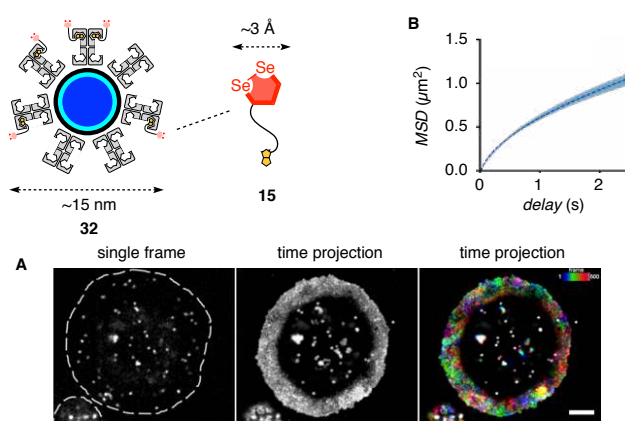 ~3 Å
Se
Se
~15 nm
32
15
B
1.5
1.0
0.5
0.0
MSD (μm²)
0
1
2
delay (s)
A
single frame
time projection
time projection
frame
1
500